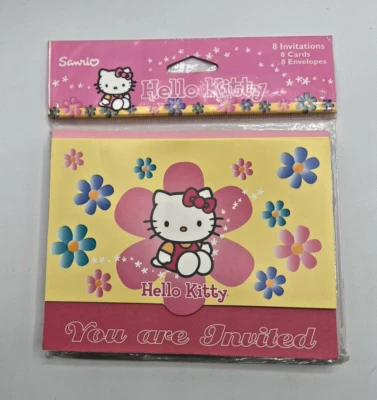 Sanrio
Hello Kitty
8 Invitations
8 Cards
8 Envelopes
Hello Kitty
You are Invited